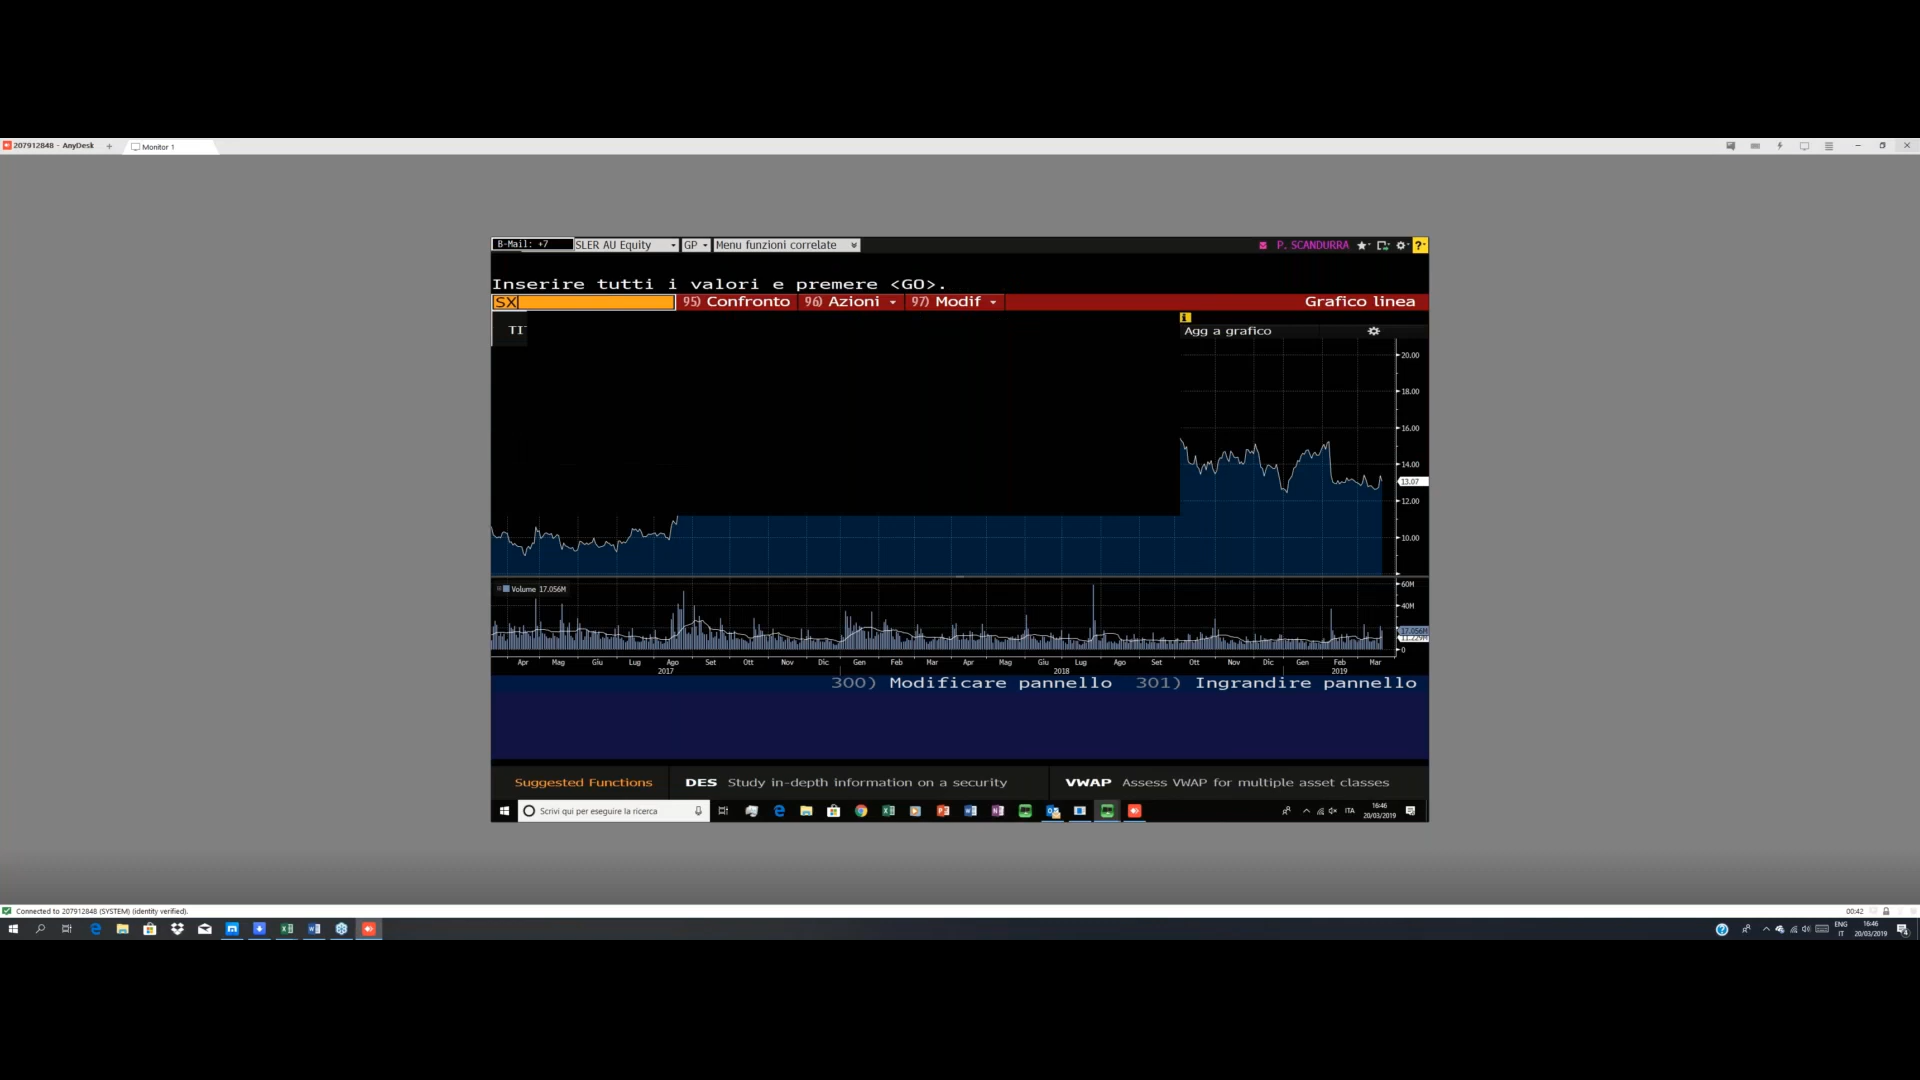 207912848 - AnyDesk
Monitor 1
B-Mail: +7
SLER AU Equity
GP
Menu funzioni correlate
P. SCANDURRA
Inserire tutti i valori e premere <GO>.
SX
95) Confronto
96) Azioni
97) Modif
Grafico linea
TI
Agg a grafico
20.00
18.00
16.00
14.00
13.07
12.00
10.00
Volume 17.056M
60M
40M
17.056M
11.229M
0
Apr Mag Giu Lug Ago Set Ott Nov Dic Gen Feb Mar Apr Mag Giu Lug Ago Set Ott Nov Dic Gen Feb Mar
2017 2018 2019
300) Modificare pannello 301) Ingrandire pannello
Suggested Functions
DES Study in-depth information on a security
VWAP Assess VWAP for multiple asset classes
Scrivi qui per eseguire la ricerca
ITA
16:46
20/03/2019
Connected to 207912848 (SYSTEM) (identity verified).
00:42
ENG
IT
16:46
20/03/2019